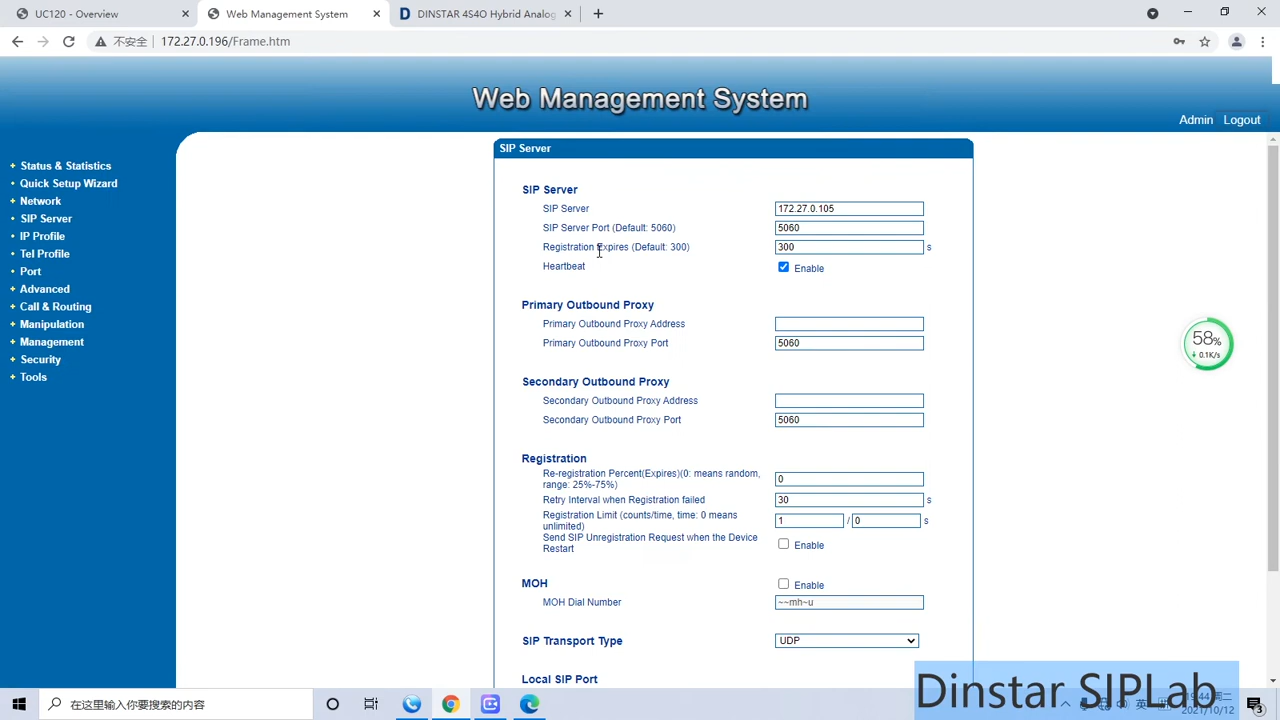 UC120 - Overview
Web Management System
DINSTAR 4S4O Hybrid Analog
不安全
172.27.0.196/Frame.htm
Web Management System
Admin
Logout
Status & Statistics
Quick Setup Wizard
Network
SIP Server
IP Profile
Tel Profile
Port
Advanced
Call & Routing
Manipulation
Management
Security
Tools
SIP Server
SIP Server
SIP Server 172.27.0.105
SIP Server Port (Default: 5060) 5060
Registration Expires (Default: 300) 300 s
Heartbeat Enable
Primary Outbound Proxy
Primary Outbound Proxy Address
Primary Outbound Proxy Port 5060
Secondary Outbound Proxy
Secondary Outbound Proxy Address
Secondary Outbound Proxy Port 5060
Registration
Re-registration Percent(Expires)(0: means random,
range: 25%-75%) 0
Retry Interval when Registration failed 30 s
Registration Limit (counts/time, time: 0 means
unlimited) 1 / 0 s
Send SIP Unregistration Request when the Device
Restart Enable
MOH Enable
MOH Dial Number ~~mh~u
SIP Transport Type UDP
Local SIP Port
58%
0.1K/s
Dinstar SIPLab
在这里输入你要搜索的内容
英
19:44 周二
2021/10/12
3